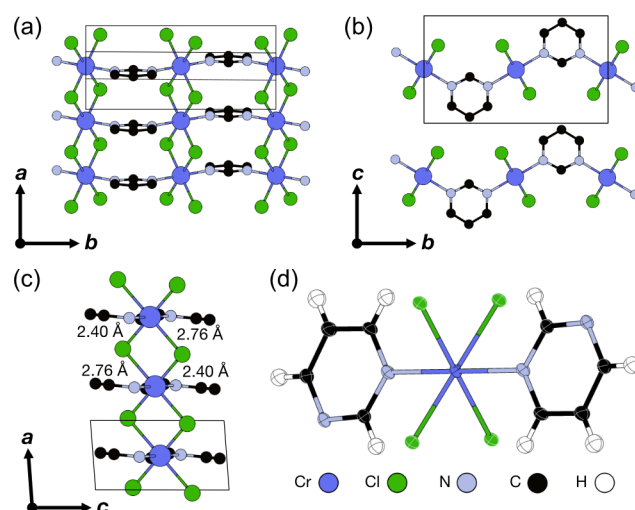 (a)
(b)
a
b
c
b
(c)
(d)
2.40 Å 2.76 Å
2.76 Å 2.40 Å
a
c
Cr Cl N C H